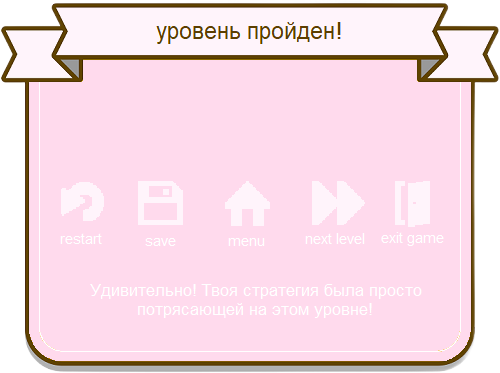 уровень пройден!
restart save menu next level exit game
Удивительно! Твоя стратегия была просто
потрясающей на этом уровне!